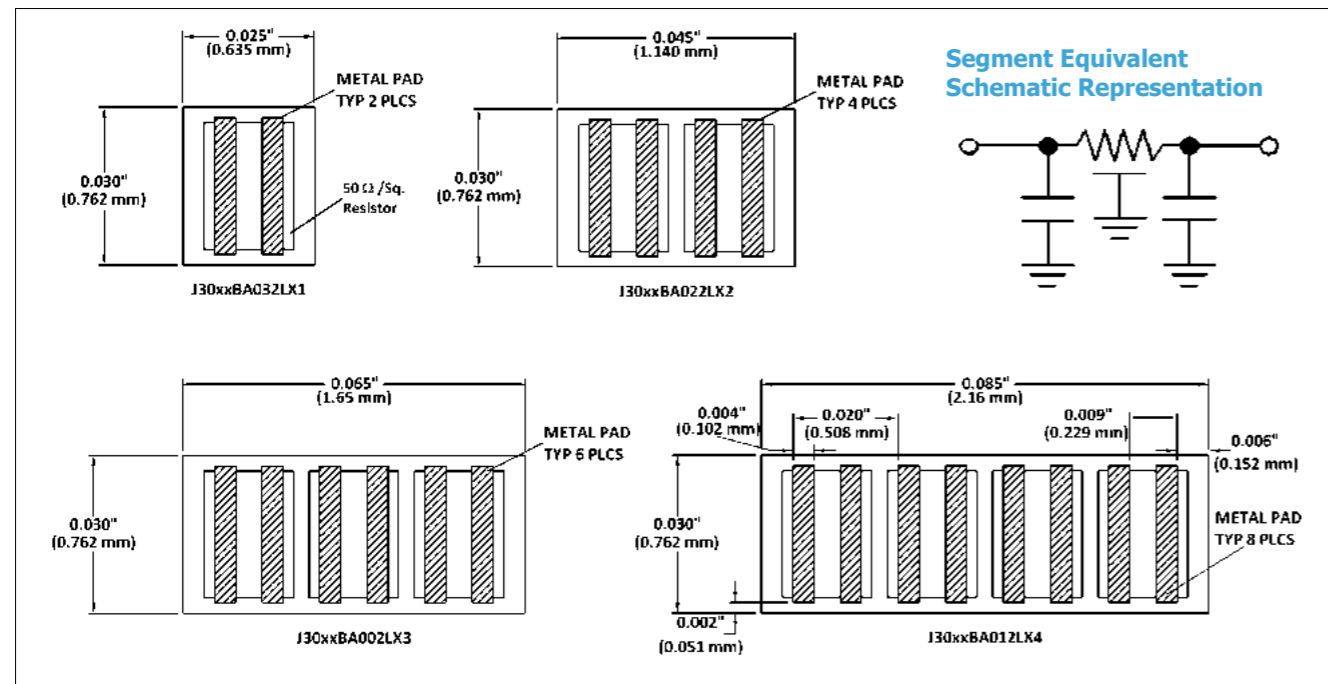 0.025"
(0.635 mm)
METAL PAD
TYP 2 PLCS
0.030"
(0.762 mm)
50 Ω /Sq.
Resistor
J30xxBA032LX1
0.045"
(1.140 mm)
METAL PAD
TYP 4 PLCS
0.030"
(0.762 mm)
J30xxBA022LX2
Segment Equivalent
Schematic Representation
0.065"
(1.65 mm)
METAL PAD
TYP 6 PLCS
0.030"
(0.762 mm)
J30xxBA002LX3
0.085"
(2.16 mm)
0.004"
(0.102 mm)
0.020"
(0.508 mm)
0.009"
(0.229 mm)
0.006"
(0.152 mm)
0.030"
(0.762 mm)
METAL PAD
TYP 8 PLCS
0.002"
(0.051 mm)
J30xxBA012LX4